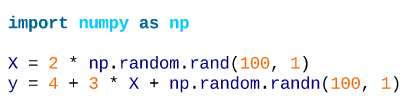 import numpy as np
X = 2 * np.random.rand(100, 1)
y = 4 + 3 * X + np.random.randn(100, 1)